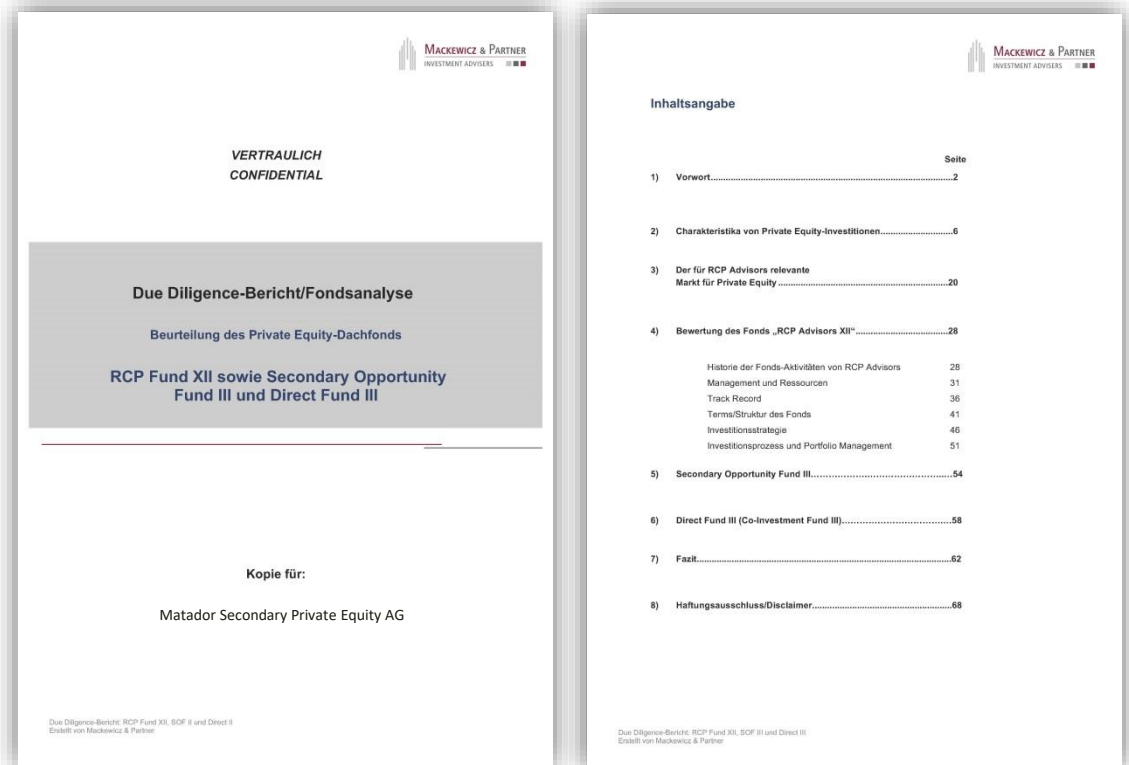 MACKEWICZ & PARTNER
INVESTMENT ADVISERS
VERTRAULICH
CONFIDENTIAL
Due Diligence-Bericht/Fondsanalyse
Beurteilung des Private Equity-Dachfonds
RCP Fund XII sowie Secondary Opportunity
Fund III und Direct Fund III
Kopie für:
Matador Secondary Private Equity AG
Due Diligence-Bericht: RCP Fund XII, SOF II und Direct II
Erstellt von Mackewicz & Partner
MACKEWICZ & PARTNER
INVESTMENT ADVISERS
Inhaltsangabe
Seite
1) Vorwort....................................................................................2
2) Charakteristika von Private Equity-Investitionen..........................6
3) Der für RCP Advisors relevante
Markt für Private Equity ............................................................20
4) Bewertung des Fonds „RCP Advisors XII“.................................28
Historie der Fonds-Aktivitäten von RCP Advisors 28
Management und Ressourcen 31
Track Record 36
Terms/Struktur des Fonds 41
Investitionsstrategie 46
Investitionsprozess und Portfolio Management 51
5) Secondary Opportunity Fund III.................................................54
6) Direct Fund III (Co-Investment Fund III)....................................58
7) Fazit.........................................................................................62
8) Haftungsausschluss/Disclaimer.................................................68
Due Diligence-Bericht: RCP Fund XII, SOF III und Direct III
Erstellt von Mackewicz & Partner